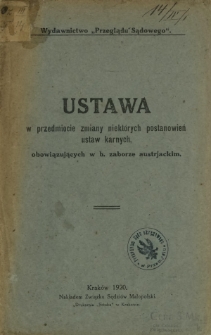 Wydawnictwo „Przeglądu Sądowego".
USTAWA
w przedmiocie zmiany niektórych postanowień
ustaw karnych,
obowiązujących w b. zaborze austrjackim.
Kraków 1920.
Nakładem Związku Sędziów Małopolski